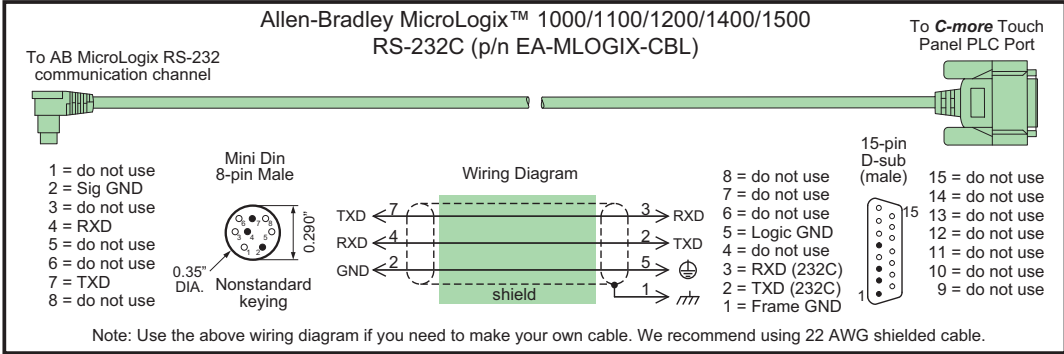 Allen-Bradley MicroLogix™ 1000/1100/1200/1400/1500
RS-232C (p/n EA-MLOGIX-CBL)
To AB MicroLogix RS-232
communication channel
To C-more Touch
Panel PLC Port
1 = do not use
2 = Sig GND
3 = do not use
4 = RXD
5 = do not use
6 = do not use
7 = TXD
8 = do not use
Mini Din
8-pin Male
6 7 8
3 4 5
1 2
0.290"
0.35"
DIA.
Nonstandard
keying
Wiring Diagram
TXD 7 3 RXD
RXD 4 2 TXD
GND 2 5
1
shield
8 = do not use
7 = do not use
6 = do not use
5 = Logic GND
4 = do not use
3 = RXD (232C)
2 = TXD (232C)
1 = Frame GND
15-pin
D-sub
(male)
15
1
15 = do not use
14 = do not use
13 = do not use
12 = do not use
11 = do not use
10 = do not use
9 = do not use
Note: Use the above wiring diagram if you need to make your own cable. We recommend using 22 AWG shielded cable.